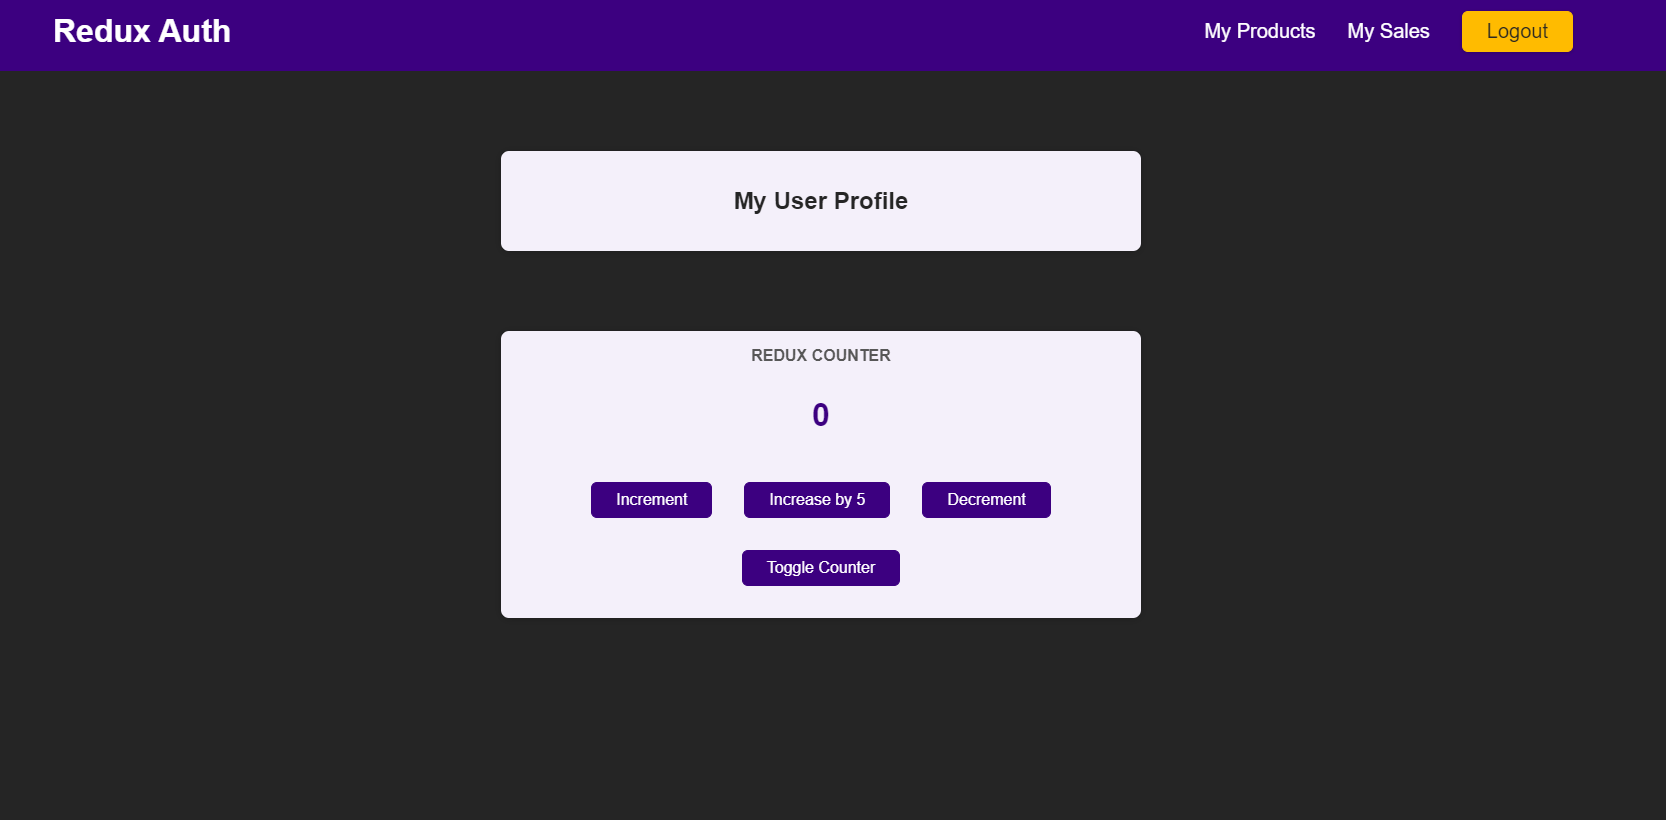 Redux Auth
My Products
My Sales
Logout
My User Profile
REDUX COUNTER
0
Increment
Increase by 5
Decrement
Toggle Counter